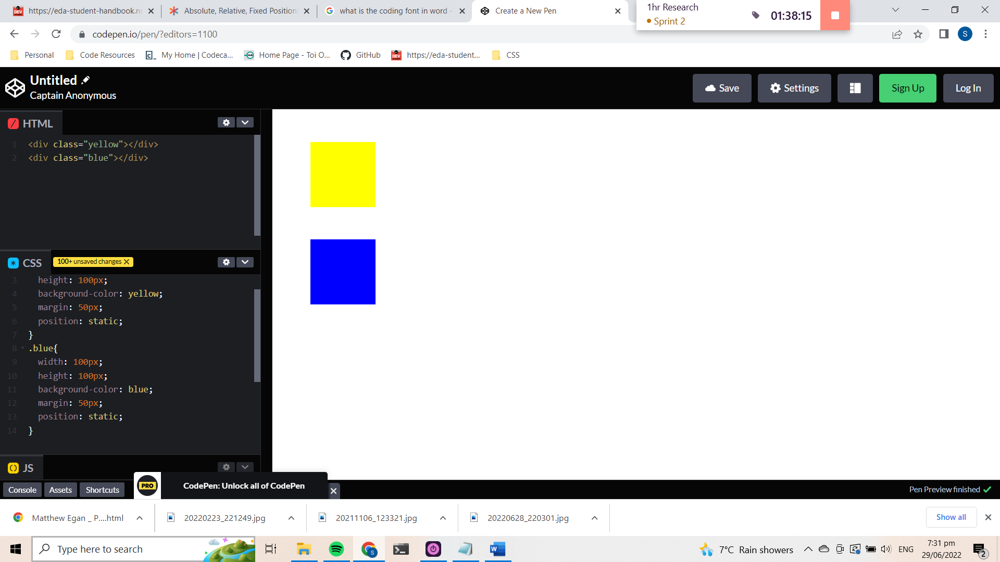 https://eda-student-handbook.ne
Absolute, Relative, Fixed Positioni
what is the coding font in word -
Create a New Pen
1hr Research
Sprint 2
01:38:15
codepen.io/pen/?editors=1100
S
Personal
Code Resources
My Home | Codeca...
Home Page - Toi O...
GitHub
https://eda-student...
CSS
Untitled
Captain Anonymous
Save
Settings
Sign Up
Log In
HTML
1 <div class="yellow"></div>
2 <div class="blue"></div>
CSS
100+ unsaved changes
3 height: 100px;
4 background-color: yellow;
5 margin: 50px;
6 position: static;
7 }
8 .blue{
9 width: 100px;
10 height: 100px;
11 background-color: blue;
12 margin: 50px;
13 position: static;
14 }
JS
Console
Assets
Shortcuts
PRO
CodePen: Unlock all of CodePen
Pen Preview finished
Matthew Egan _ P....html
20220223_221249.jpg
20211106_123321.jpg
20220628_220301.jpg
Show all
Type here to search
7°C Rain showers
ENG
7:31 pm
29/06/2022
2